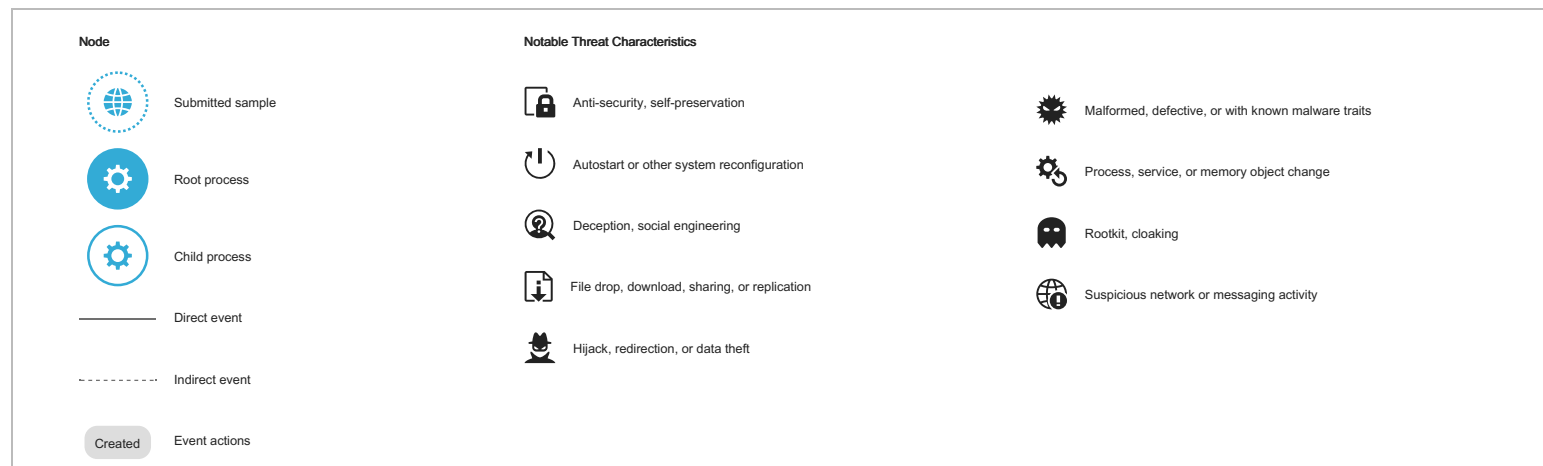 Node
Submitted sample
Root process
Child process
Direct event
Indirect event
Created
Event actions
Notable Threat Characteristics
Anti-security, self-preservation
Autostart or other system reconfiguration
Deception, social engineering
File drop, download, sharing, or replication
Hijack, redirection, or data theft
Malformed, defective, or with known malware traits
Process, service, or memory object change
Rootkit, cloaking
Suspicious network or messaging activity